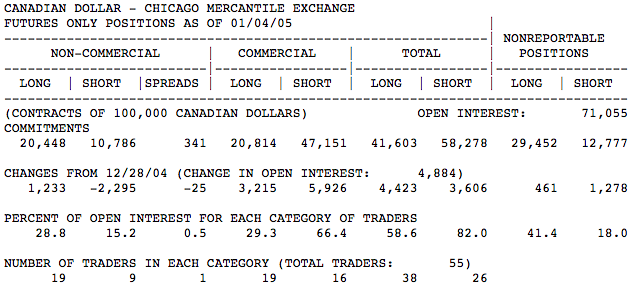 CANADIAN DOLLAR - CHICAGO MERCANTILE EXCHANGE
FUTURES ONLY POSITIONS AS OF 01/04/05 |
--------------------------------------------------------------| NONREPORTABLE
NON-COMMERCIAL | COMMERCIAL | TOTAL | POSITIONS
--------------------------|------------------|-----------------|-----------------
LONG | SHORT |SPREADS | LONG | SHORT | LONG | SHORT | LONG | SHORT
--------------------------------------------------------------------------------
(CONTRACTS OF 100,000 CANADIAN DOLLARS) OPEN INTEREST: 71,055
COMMITMENTS
20,448 10,786 341 20,814 47,151 41,603 58,278 29,452 12,777
CHANGES FROM 12/28/04 (CHANGE IN OPEN INTEREST: 4,884)
1,233 -2,295 -25 3,215 5,926 4,423 3,606 461 1,278
PERCENT OF OPEN INTEREST FOR EACH CATEGORY OF TRADERS
28.8 15.2 0.5 29.3 66.4 58.6 82.0 41.4 18.0
NUMBER OF TRADERS IN EACH CATEGORY (TOTAL TRADERS: 55)
19 9 1 19 16 38 26